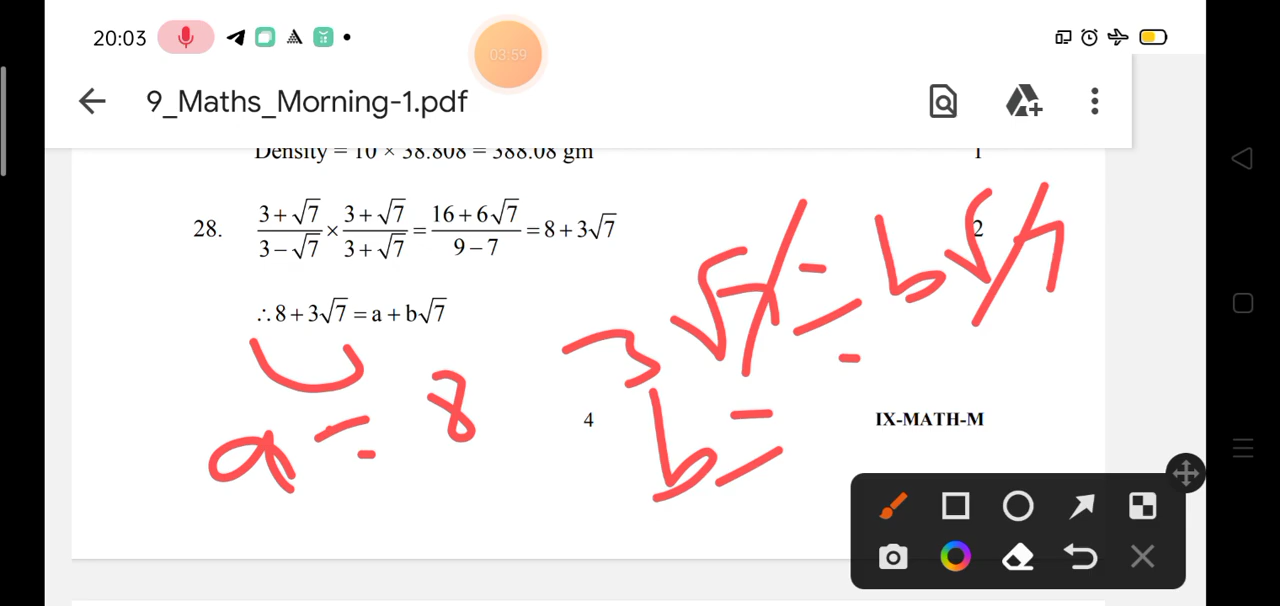 20:03
03:59
9_Maths_Morning-1.pdf
Density = 10 × 38.808 = 388.08 gm 1
28. (3+√7)/(3−√7) × (3+√7)/(3+√7) = (16+6√7)/(9−7) = 8+3√7 2
∴ 8+3√7 = a+b√7
3√7 = b√7
a = 8
b =
4 IX-MATH-M